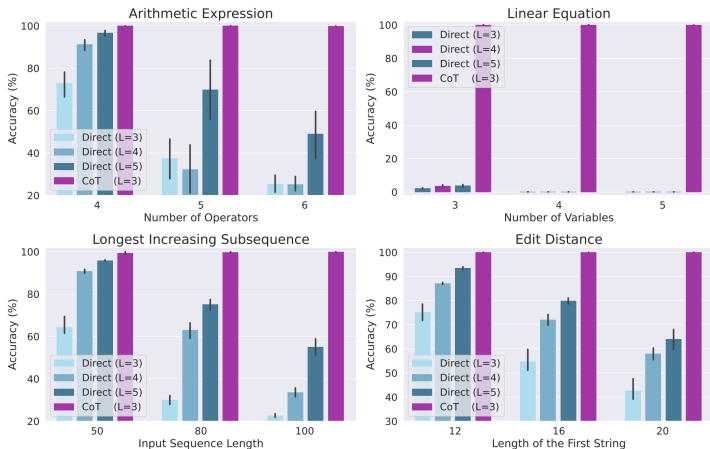 Arithmetic Expression
Accuracy (%)
100
80
60
40
20
Direct (L=3)
Direct (L=4)
Direct (L=5)
CoT (L=3)
4 5 6
Number of Operators
Linear Equation
Accuracy (%)
100
80
60
40
20
0
Direct (L=3)
Direct (L=4)
Direct (L=5)
CoT (L=3)
3 4 5
Number of Variables
Longest Increasing Subsequence
Accuracy (%)
100
80
60
40
20
Direct (L=3)
Direct (L=4)
Direct (L=5)
CoT (L=3)
50 80 100
Input Sequence Length
Edit Distance
Accuracy (%)
100
90
80
70
60
50
40
30
Direct (L=3)
Direct (L=4)
Direct (L=5)
CoT (L=3)
12 16 20
Length of the First String